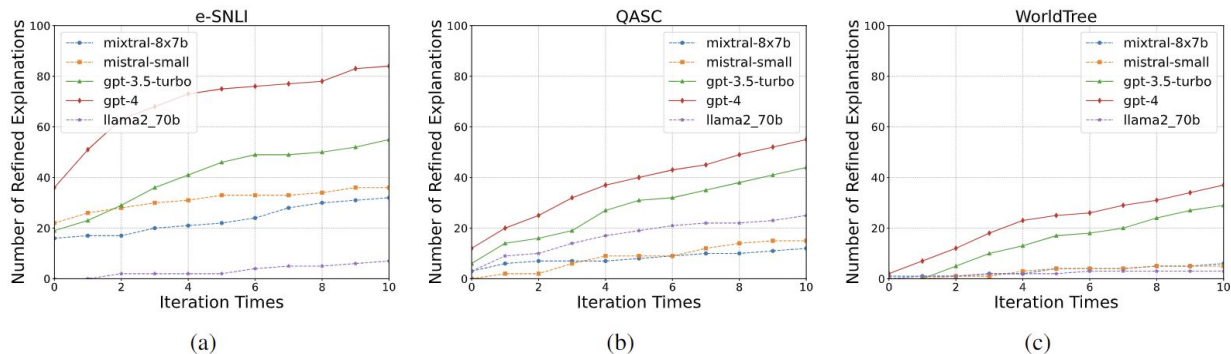 e-SNLI
100
80
60
40
20
0
0 2 4 6 8 10
Number of Refined Explanations
Iteration Times
mixtral-8x7b
mistral-small
gpt-3.5-turbo
gpt-4
llama2_70b
(a)
QASC
100
80
60
40
20
0
0 2 4 6 8 10
Number of Refined Explanations
Iteration Times
mixtral-8x7b
mistral-small
gpt-3.5-turbo
gpt-4
llama2_70b
(b)
WorldTree
100
80
60
40
20
0
0 2 4 6 8 10
Number of Refined Explanations
Iteration Times
mixtral-8x7b
mistral-small
gpt-3.5-turbo
gpt-4
llama2_70b
(c)